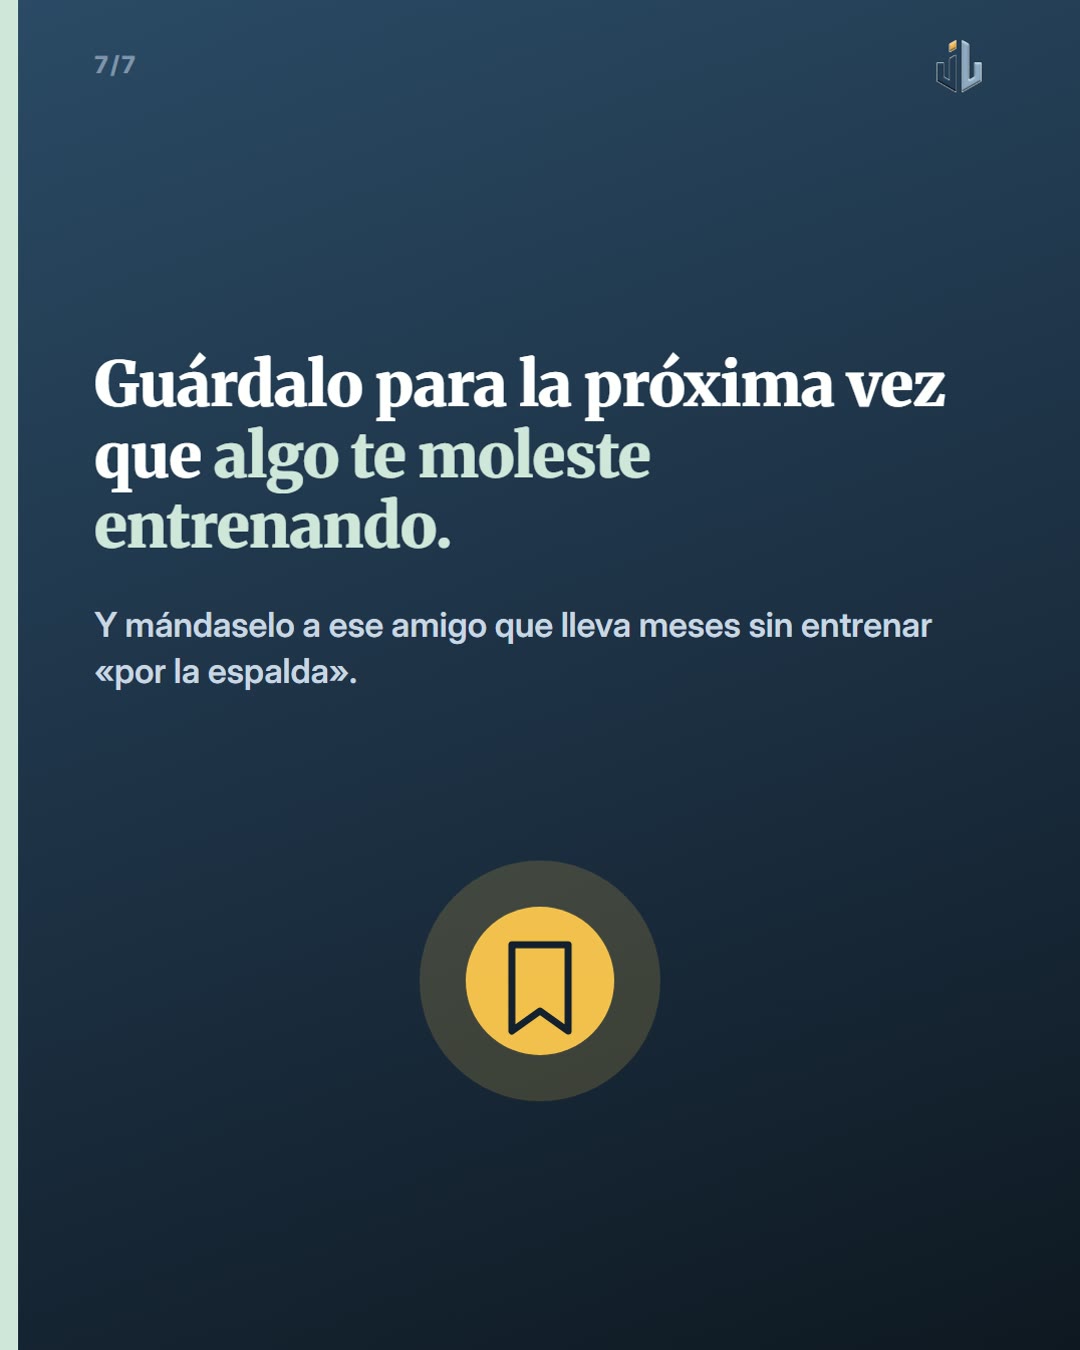 7/7
Guárdalo para la próxima vez
que algo te moleste
entrenando.
Y mándaselo a ese amigo que lleva meses sin entrenar
«por la espalda».